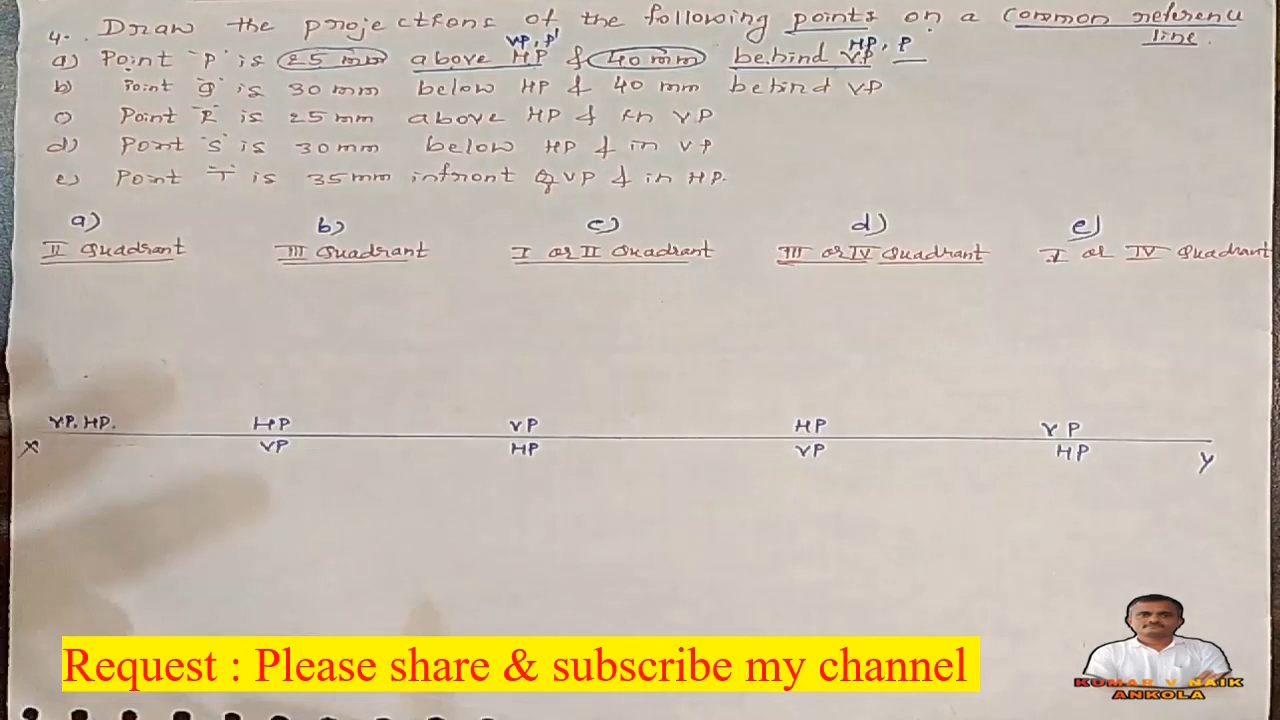 4. Draw the projections of the following points on a common reference line.
VP, p' HP, P
a) Point 'P' is 25 mm above HP & 40 mm behind VP
b) Point 'Q' is 30 mm below HP & 40 mm behind VP
c) Point 'R' is 25 mm above HP & in VP
d) Point 'S' is 30 mm below HP & in VP
e) Point 'T' is 35 mm infront of VP & in HP.
a) b) c) d) e)
II Quadrant III Quadrant I or II Quadrant III or IV Quadrant I or IV Quadrant
VP. HP. HP VP HP VP
X VP HP VP HP Y
Request : Please share & subscribe my channel
KUMAR V NAIK
ANKOLA